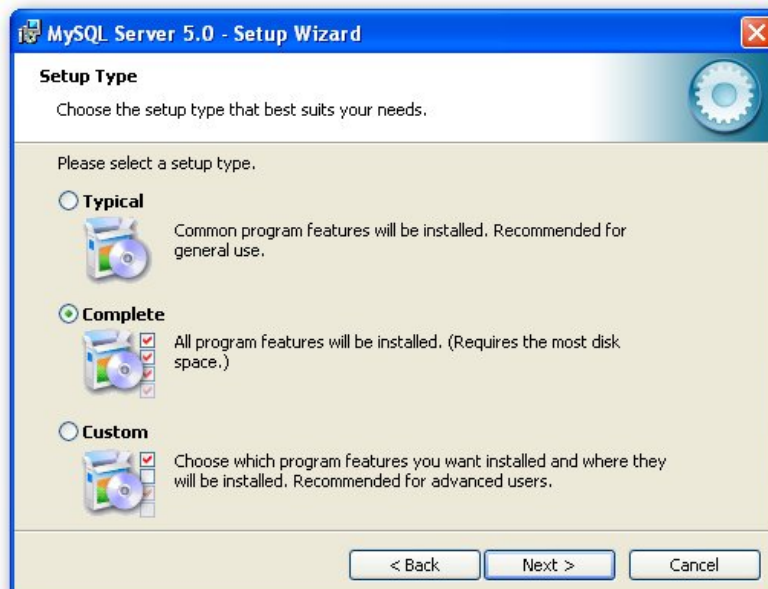 MySQL Server 5.0 - Setup Wizard
Setup Type
Choose the setup type that best suits your needs.
Please select a setup type.
Typical
Common program features will be installed. Recommended for
general use.
Complete
All program features will be installed. (Requires the most disk
space.)
Custom
Choose which program features you want installed and where they
will be installed. Recommended for advanced users.
< Back
Next >
Cancel